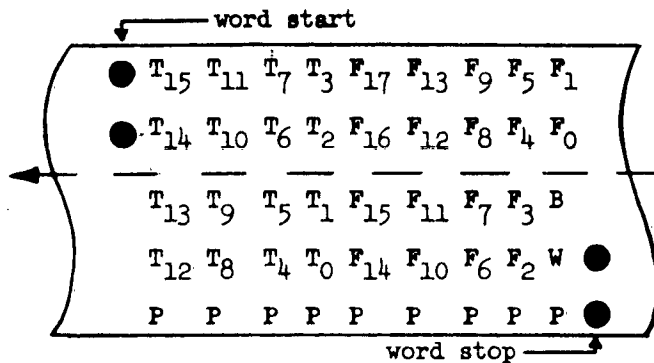 word start
T15 T11 T7 T3 F17 F13 F9 F5 F1
T14 T10 T6 T2 F16 F12 F8 F4 F0
T13 T9 T5 T1 F15 F11 F7 F3 B
T12 T8 T4 T0 F14 F10 F6 F2 W
P P P P P P P P P
word stop